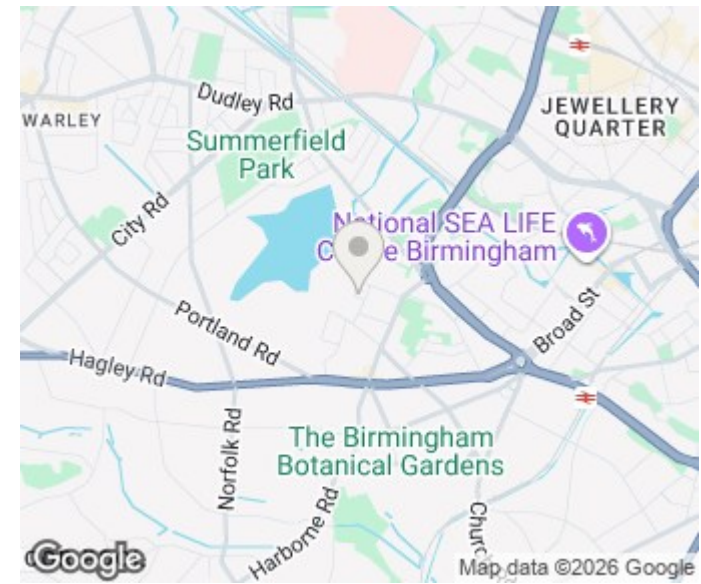 Dudley Rd
WARLEY
JEWELLERY
QUARTER
Summerfield
Park
City Rd
National SEA LIFE
Centre Birmingham
Portland Rd
Broad St
Hagley Rd
Norfolk Rd
The Birmingham
Botanical Gardens
Harborne Rd
Google
Map data ©2026 Google